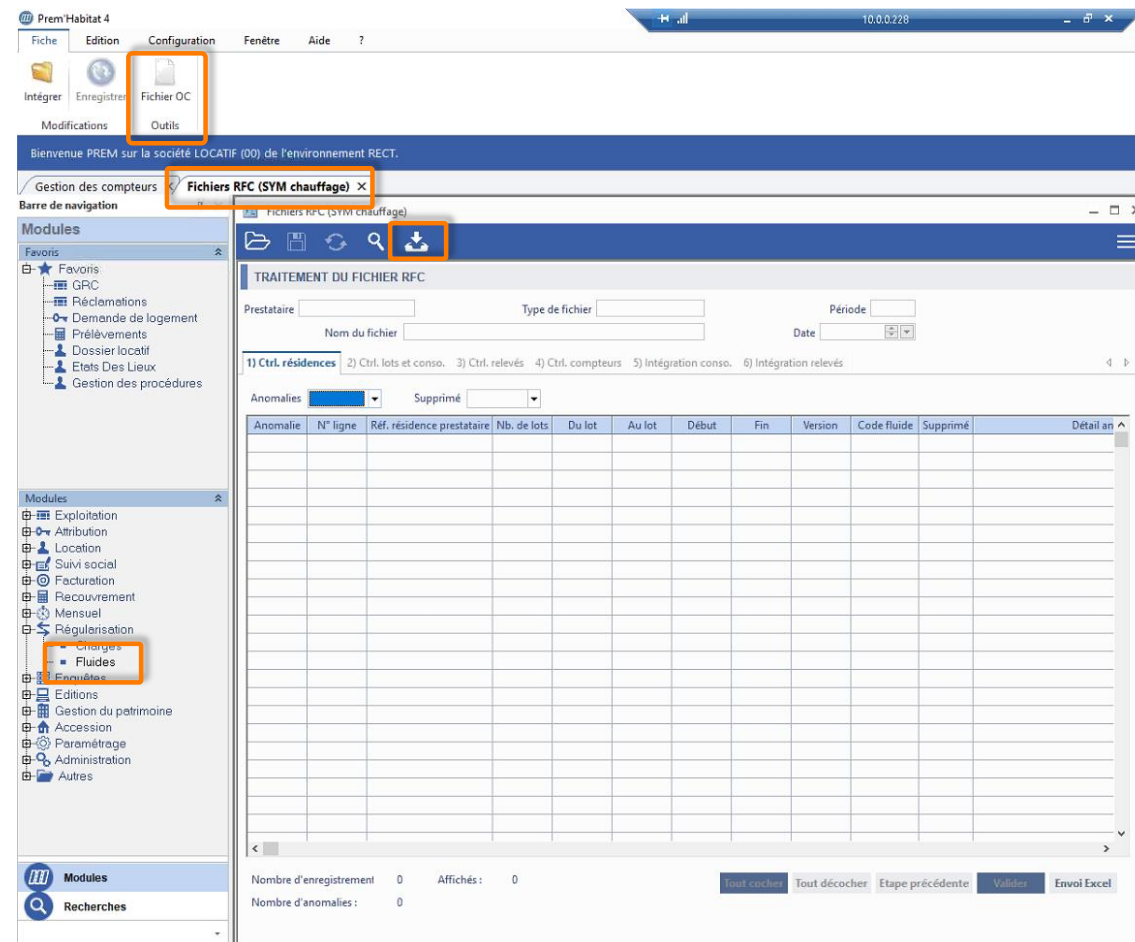 Prem'Habitat 4
10.0.0.228
Fiche Edition Configuration Fenêtre Aide ?
Intégrer Enregistrer Fichier OC
Modifications Outils
Bienvenue PREM sur la société LOCATIF (00) de l'environnement RECT.
Gestion des compteurs Fichiers RFC (SYM chauffage)
Barre de navigation
Modules
Favoris
Favoris
GRC
Réclamations
Demande de logement
Prélèvements
Dossier locatif
Etats Des Lieux
Gestion des procédures
Modules
Exploitation
Attribution
Location
Suivi social
Facturation
Recouvrement
Mensuel
Régularisation
Charges
Fluides
Enquêtes
Editions
Gestion du patrimoine
Accession
Paramétrage
Administration
Autres
Modules
Recherches
Fichiers RFC (SYM chauffage)
TRAITEMENT DU FICHIER RFC
Prestataire Type de fichier Période
Nom du fichier Date
1) Ctrl. résidences 2) Ctrl. lots et conso. 3) Ctrl. relevés 4) Ctrl. compteurs 5) Intégration conso. 6) Intégration relevés
Anomalies Supprimé
Anomalie N° ligne Réf. résidence prestataire Nb. de lots Du lot Au lot Début Fin Version Code fluide Supprimé Détail an
Nombre d'enregistrement 0 Affichés : 0
Tout cocher Tout décocher Etape précédente Valider Envoi Excel
Nombre d'anomalies : 0